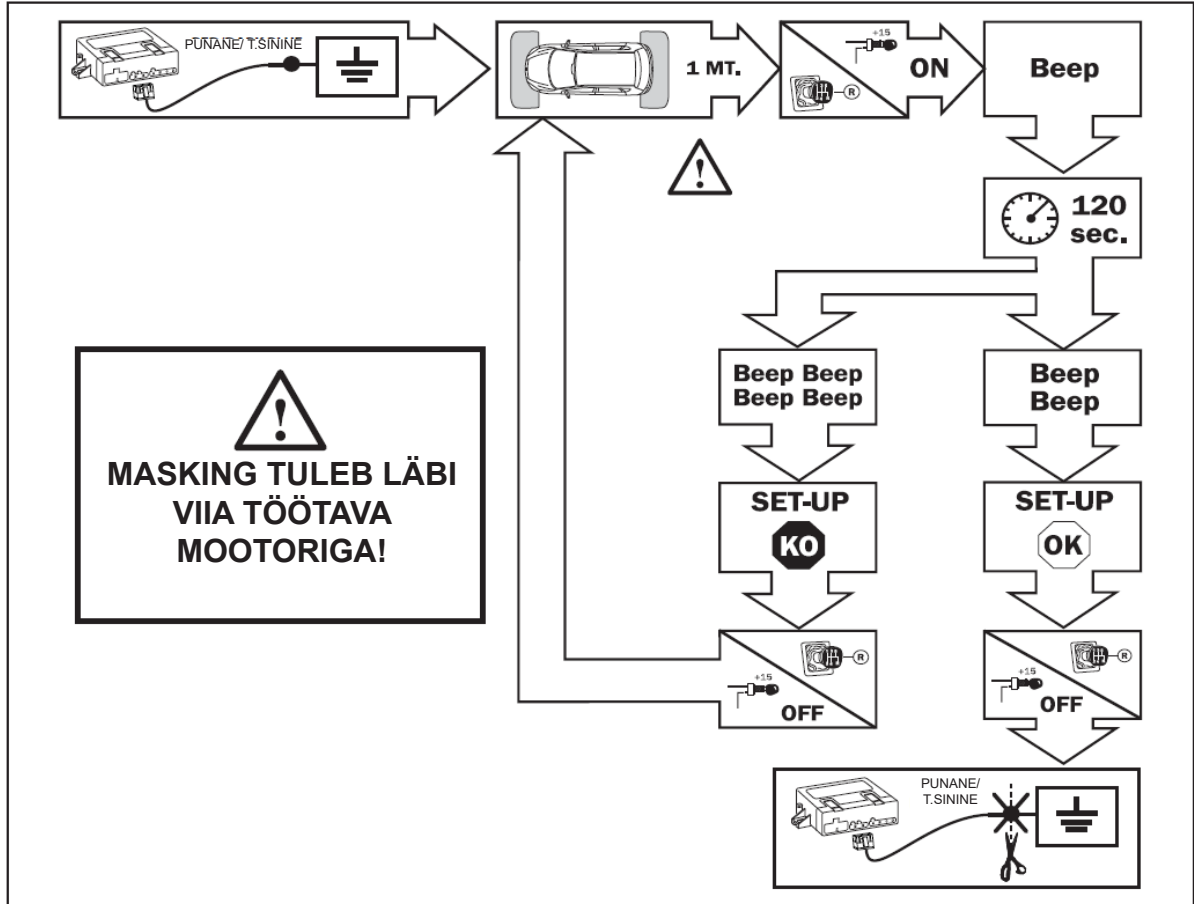 PUNANE/ T.SININE
1 MT.
+15
R
ON
Beep
120
sec.
MASKING TULEB LÄBI
VIIA TÖÖTAVA
MOOTORIGA!
Beep Beep
Beep Beep
Beep
Beep
SET-UP
KO
SET-UP
OK
R
+15
OFF
R
+15
OFF
PUNANE/
T.SININE